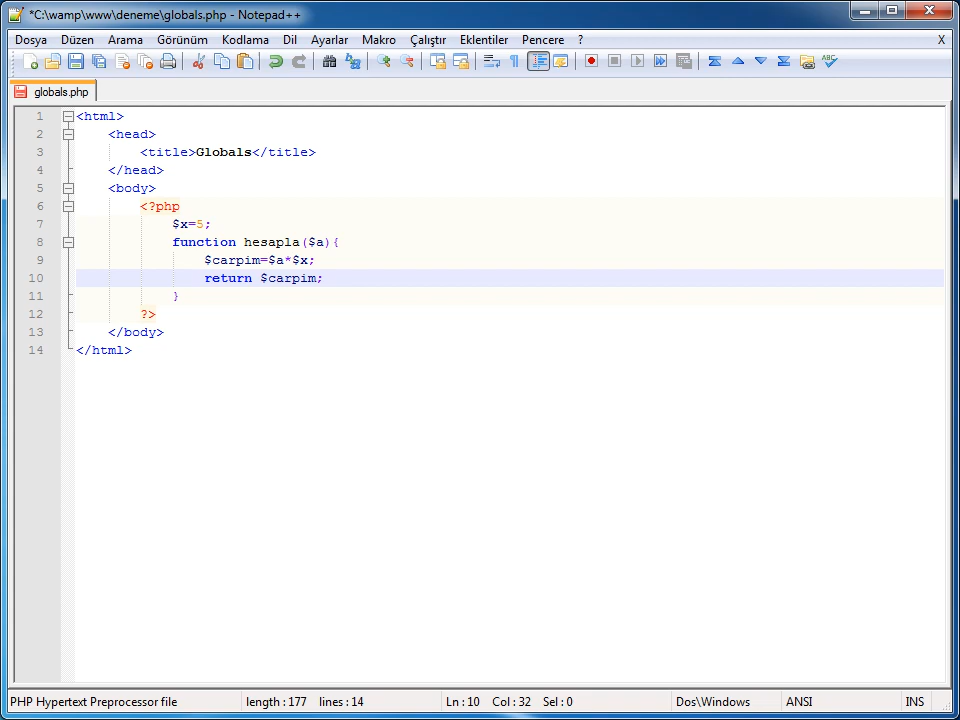 *C:\wamp\www\deneme\globals.php - Notepad++
Dosya Düzen Arama Görünüm Kodlama Dil Ayarlar Makro Çalıştır Eklentiler Pencere ? X
globals.php
1 <html>
2 <head>
3 <title>Globals</title>
4 </head>
5 <body>
6 <?php
7 $x=5;
8 function hesapla($a){
9 $carpim=$a*$x;
10 return $carpim;
11 }
12 ?>
13 </body>
14 </html>
PHP Hypertext Preprocessor file length : 177 lines : 14 Ln : 10 Col : 32 Sel : 0 Dos\Windows ANSI INS